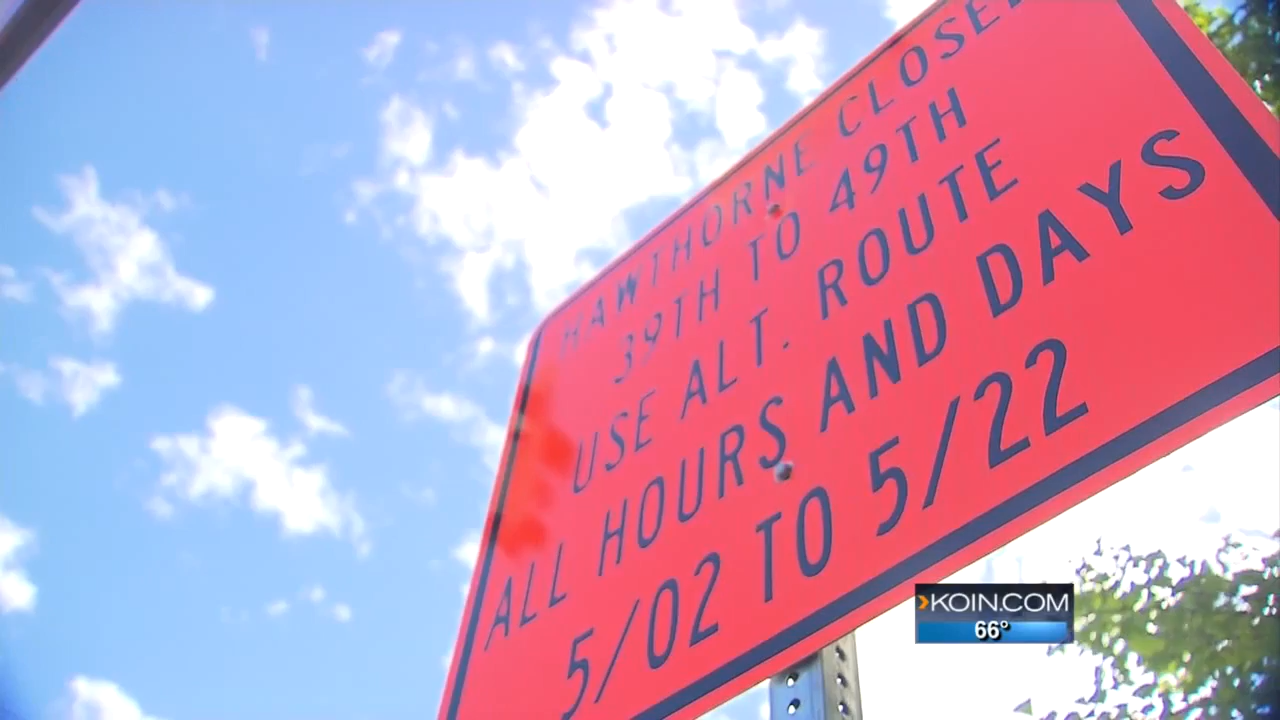 HAWTHORNE CLOSED
39TH TO 49TH
USE ALT. ROUTE
ALL HOURS AND DAYS
5/02 TO 5/22
KOIN.COM
66°